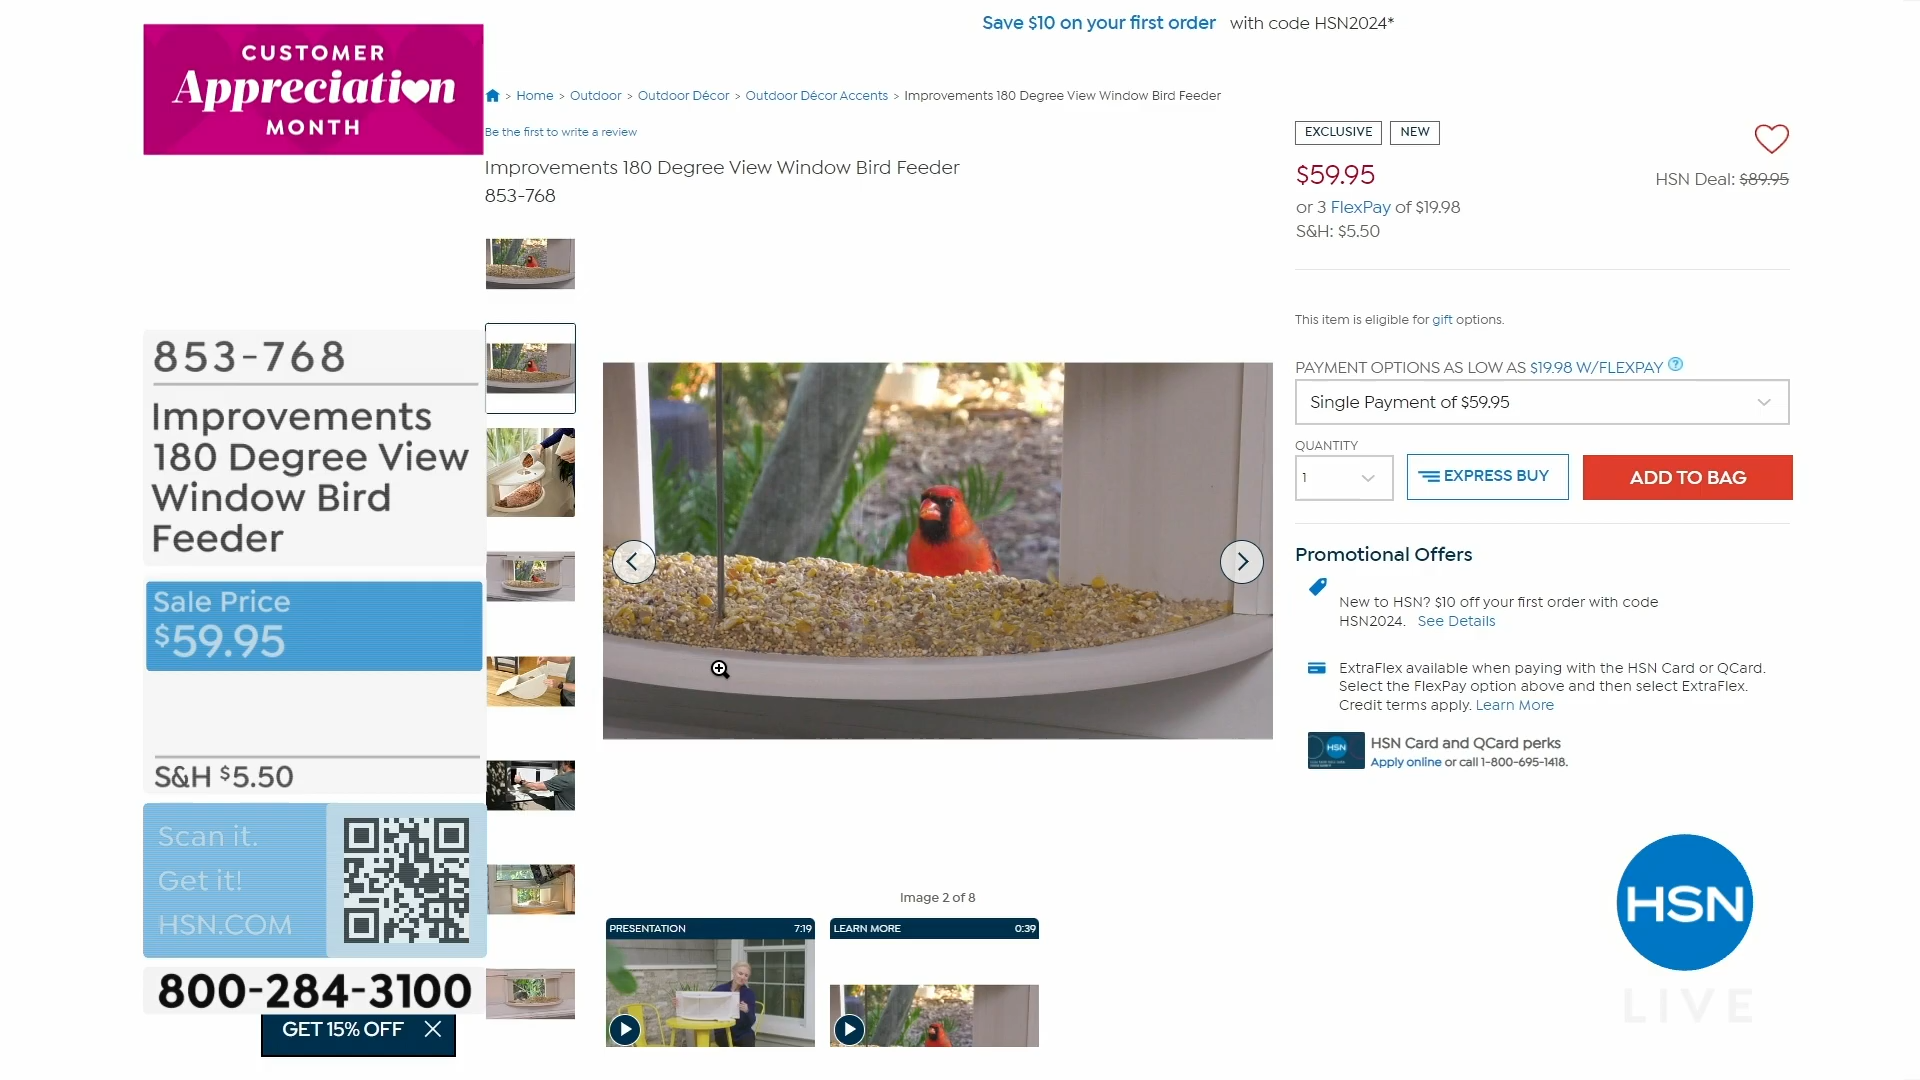 Save $10 on your first order with code HSN2024*
CUSTOMER
Appreciation
MONTH
> Home > Outdoor > Outdoor Décor > Outdoor Décor Accents > Improvements 180 Degree View Window Bird Feeder
Be the first to write a review
Improvements 180 Degree View Window Bird Feeder
853-768
EXCLUSIVE
NEW
$59.95
HSN Deal: $89.95
or 3 FlexPay of $19.98
S&H: $5.50
This item is eligible for gift options.
PAYMENT OPTIONS AS LOW AS $19.98 W/FLEXPAY ?
Single Payment of $59.95
QUANTITY
1
EXPRESS BUY
ADD TO BAG
Promotional Offers
New to HSN? $10 off your first order with code
HSN2024. See Details
ExtraFlex available when paying with the HSN Card or QCard.
Select the FlexPay option above and then select ExtraFlex.
Credit terms apply. Learn More
HSN
HSN Card and QCard perks
Apply online or call 1-800-695-1418.
853-768
Improvements
180 Degree View
Window Bird
Feeder
Sale Price
$59.95
S&H $5.50
Scan it.
Get it!
HSN.COM
800-284-3100
GET 15% OFF
Image 2 of 8
PRESENTATION 7:19
LEARN MORE 0:39
HSN
LIVE